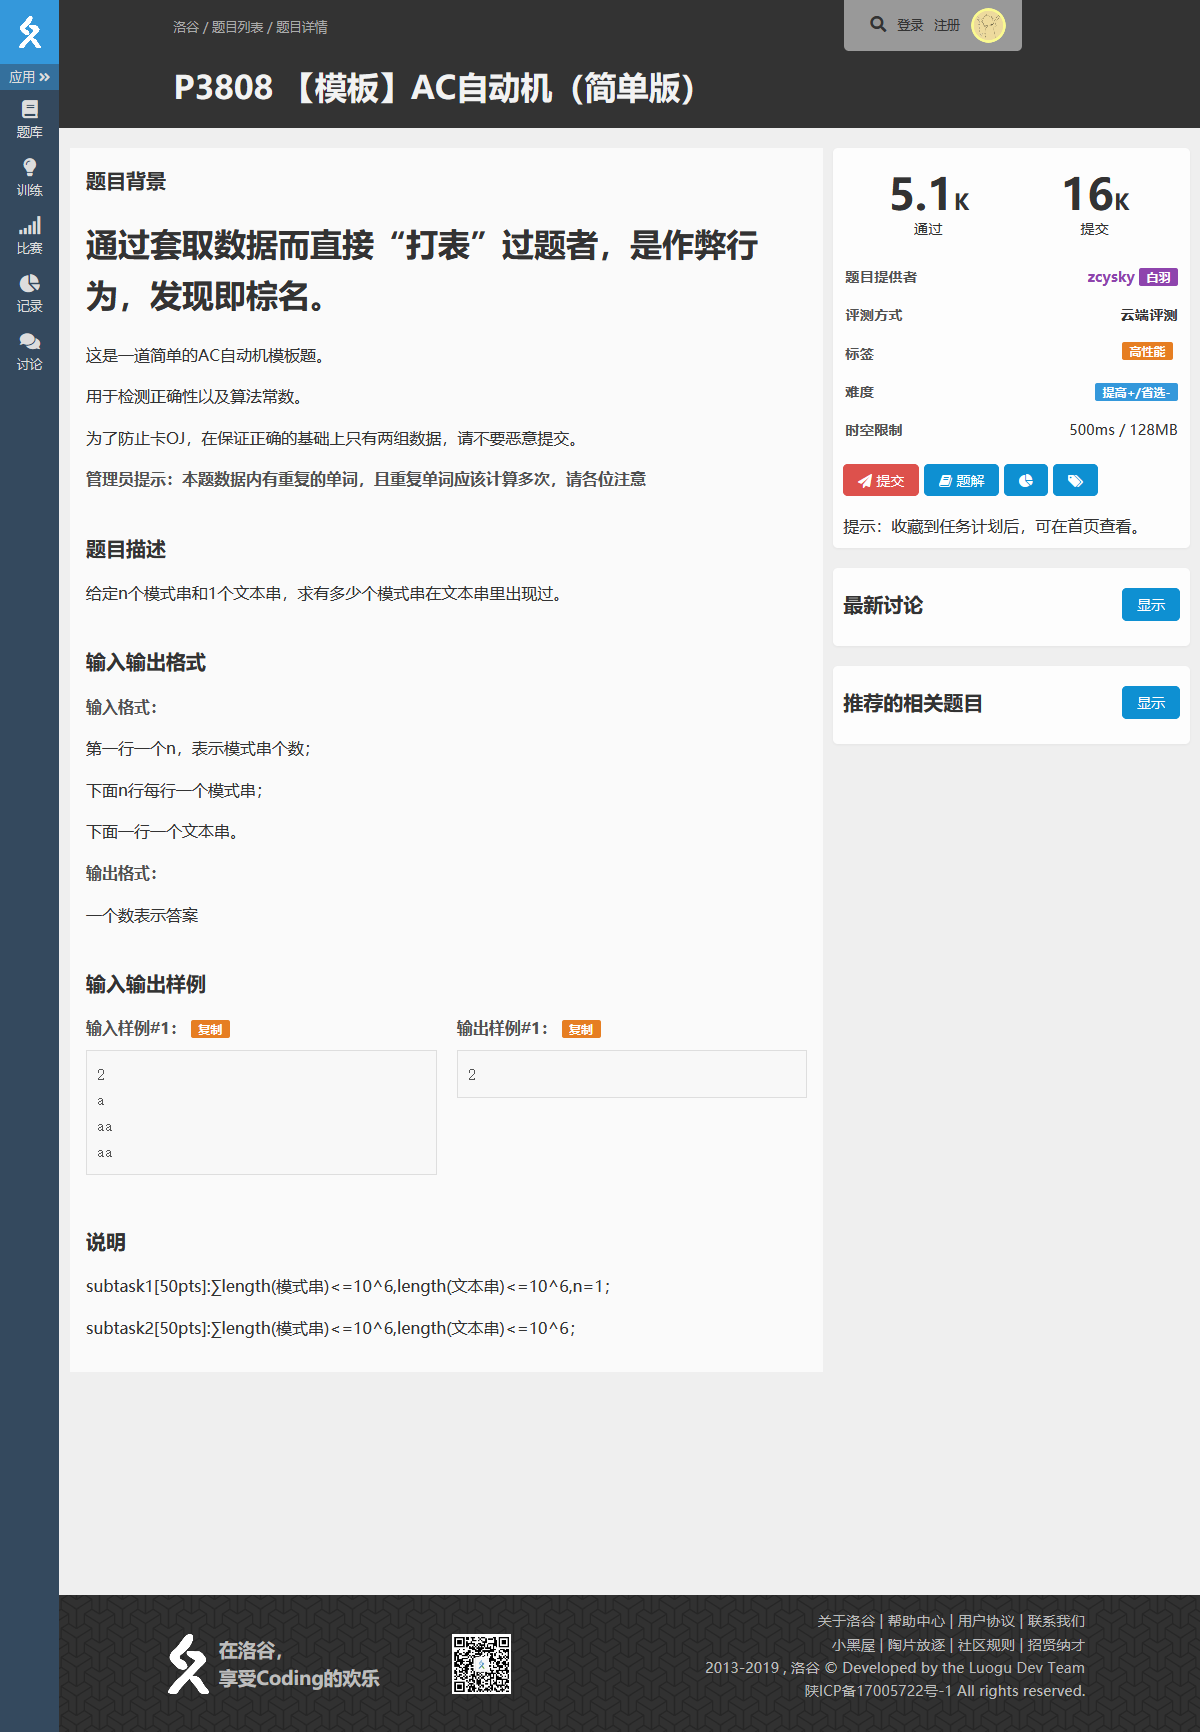 洛谷 / 题目列表 / 题目详情
登录 注册
P3808 【模板】AC自动机（简单版）
应用
题库
训练
比赛
记录
讨论
题目背景
通过套取数据而直接“打表”过题者，是作弊行
为，发现即棕名。
这是一道简单的AC自动机模板题。
用于检测正确性以及算法常数。
为了防止卡OJ，在保证正确的基础上只有两组数据，请不要恶意提交。
管理员提示：本题数据内有重复的单词，且重复单词应该计算多次，请各位注意
题目描述
给定n个模式串和1个文本串，求有多少个模式串在文本串里出现过。
输入输出格式
输入格式：
第一行一个n，表示模式串个数；
下面n行每行一个模式串；
下面一行一个文本串。
输出格式：
一个数表示答案
输入输出样例
输入样例#1： 复制
2
a
aa
aa
输出样例#1： 复制
2
说明
subtask1[50pts]:∑length(模式串)<=10^6,length(文本串)<=10^6,n=1；
subtask2[50pts]:∑length(模式串)<=10^6,length(文本串)<=10^6；
5.1K 16K
通过 提交
题目提供者 zcysky 白羽
评测方式 云端评测
标签 高性能
难度 提高+/省选-
时空限制 500ms / 128MB
提交 题解
提示：收藏到任务计划后，可在首页查看。
最新讨论 显示
推荐的相关题目 显示
在洛谷，
享受Coding的欢乐
关于洛谷 | 帮助中心 | 用户协议 | 联系我们
小黑屋 | 陶片放逐 | 社区规则 | 招贤纳才
2013-2019 , 洛谷 © Developed by the Luogu Dev Team
陕ICP备17005722号-1 All rights reserved.